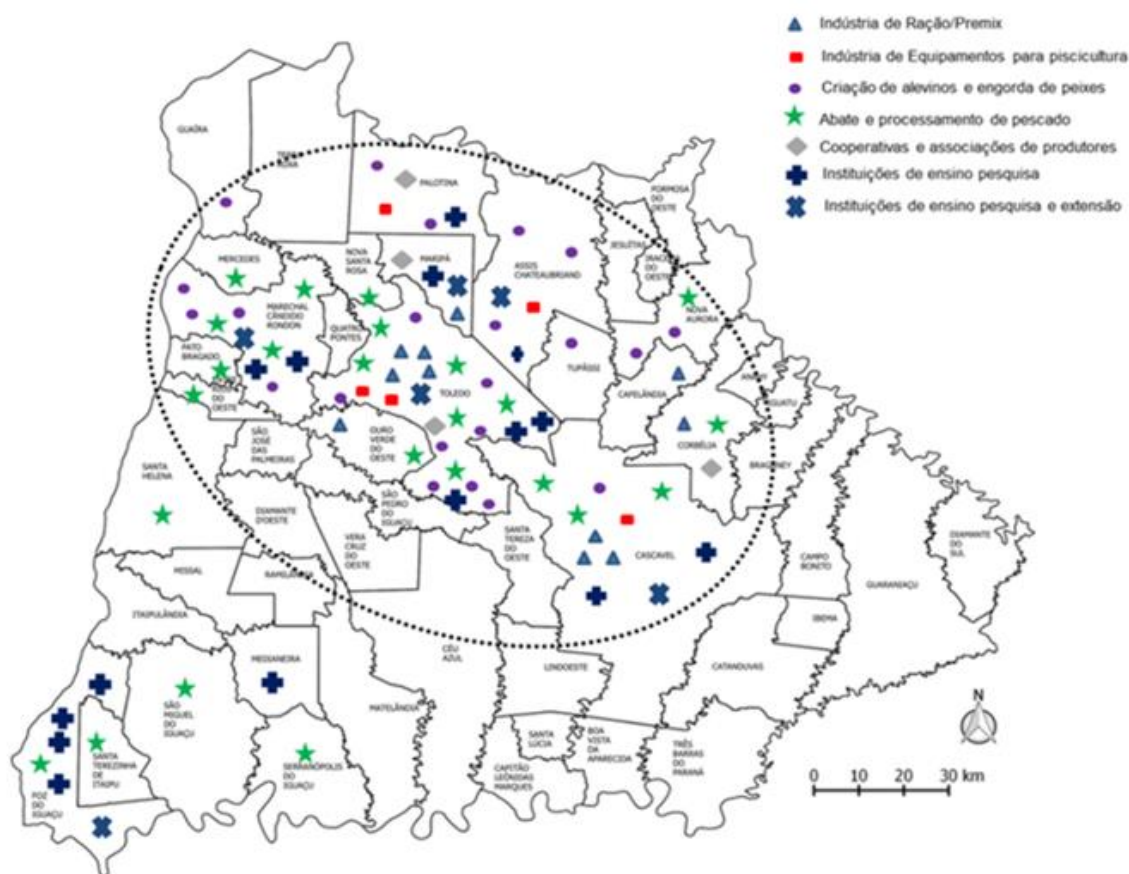 Indústria de Ração/Premix
Indústria de Equipamentos para piscicultura
Criação de alevinos e engorda de peixes
Abate e processamento de pescado
Cooperativas e associações de produtores
Instituições de ensino pesquisa
Instituições de ensino pesquisa e extensão
GUAÍRA
PALOTINA
FORMOSA
DO
OESTE
JESUÍTAS
IRACEMA
DO OESTE
MERCEDES
NOVA
SANTA
ROSA
MARIPÁ
ASSIS
CHATEAUBRIAND
NOVA
AURORA
MARECHAL
CÂNDIDO
RONDON
QUATRO
PONTES
PATO
BRAGADO
DO OESTE
TOLEDO
TUPÃSSI
CAFELÂNDIA
ANAHY
IGUATU
CORBÉLIA
BRAGANEY
OURO
VERDE
DO OESTE
SÃO
JOSÉ
DAS
PALMEIRAS
SANTA
HELENA
SÃO
PEDRO
DO
IGUAÇU
DIAMANTE
D'OESTE
VERA
CRUZ DO
OESTE
SANTA
TEREZA DO
OESTE
CASCAVEL
CAMPO
BONITO
DIAMANTE
DO
SUL
GUARANIAÇU
IBEMA
MISSAL
RAMILÂNDIA
ITAIPULÂNDIA
MEDIANEIRA
CÉU
AZUL
LINDOESTE
CATANDUVAS
SÃO
MIGUEL
DO
IGUAÇU
MATELÂNDIA
SANTA
LÚCIA
BOA
VISTA
DA
APARECIDA
TRÊS
BARRAS
DO
PARANÁ
CAPITÃO
LEÔNIDAS
MARQUES
SANTA
TEREZINHA
DE
ITAIPU
SERRANÓPOLIS
DO
IGUAÇU
FOZ
DO
IGUAÇU
N
0 10 20 30 km